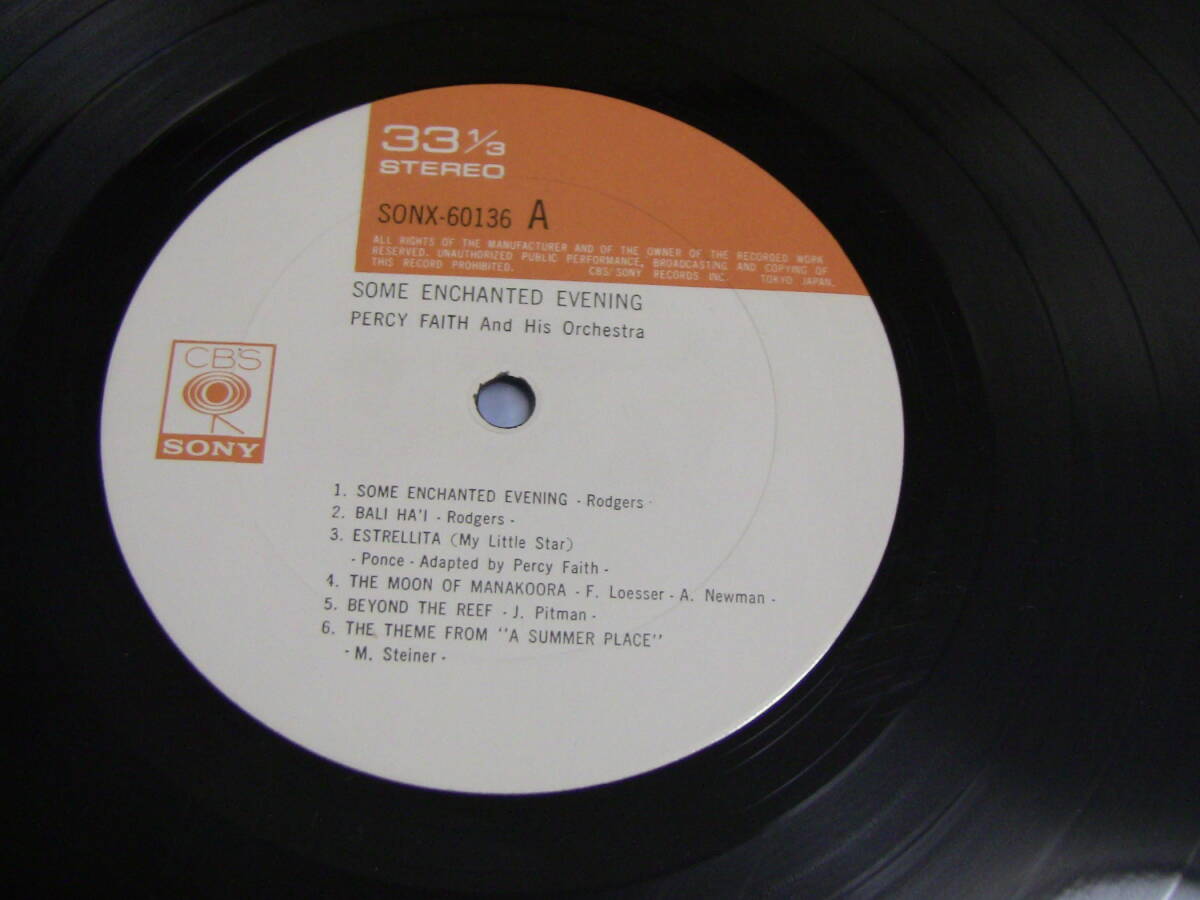 33 1/3
STEREO
SONX-60136 A
ALL RIGHTS OF THE MANUFACTURER AND OF THE OWNER OF THE RECORDED WORK
RESERVED. UNAUTHORIZED PUBLIC PERFORMANCE, BROADCASTING AND COPYING OF
THIS RECORD PROHIBITED. CBS/SONY RECORDS INC. TOKYO JAPAN.
SOME ENCHANTED EVENING
PERCY FAITH And His Orchestra
CBS
SONY
1. SOME ENCHANTED EVENING - Rodgers -
2. BALI HA'I - Rodgers -
3. ESTRELLITA (My Little Star)
- Ponce - Adapted by Percy Faith -
4. THE MOON OF MANAKOORA - F. Loesser - A. Newman -
5. BEYOND THE REEF - J. Pitman -
6. THE THEME FROM "A SUMMER PLACE"
- M. Steiner -